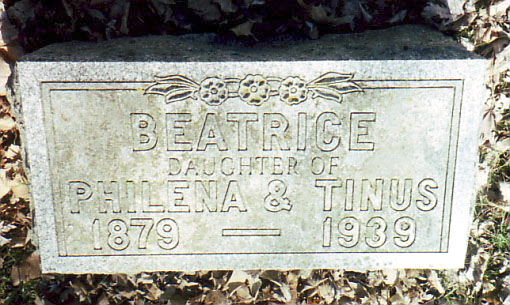 BEATRICE
DAUGHTER OF
PHILENA & TINUS
1879 — 1939